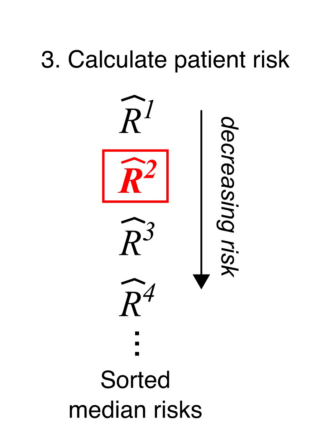 3. Calculate patient risk
R̂¹
R̂²
R̂³
R̂⁴
⋮
decreasing risk
Sorted
median risks